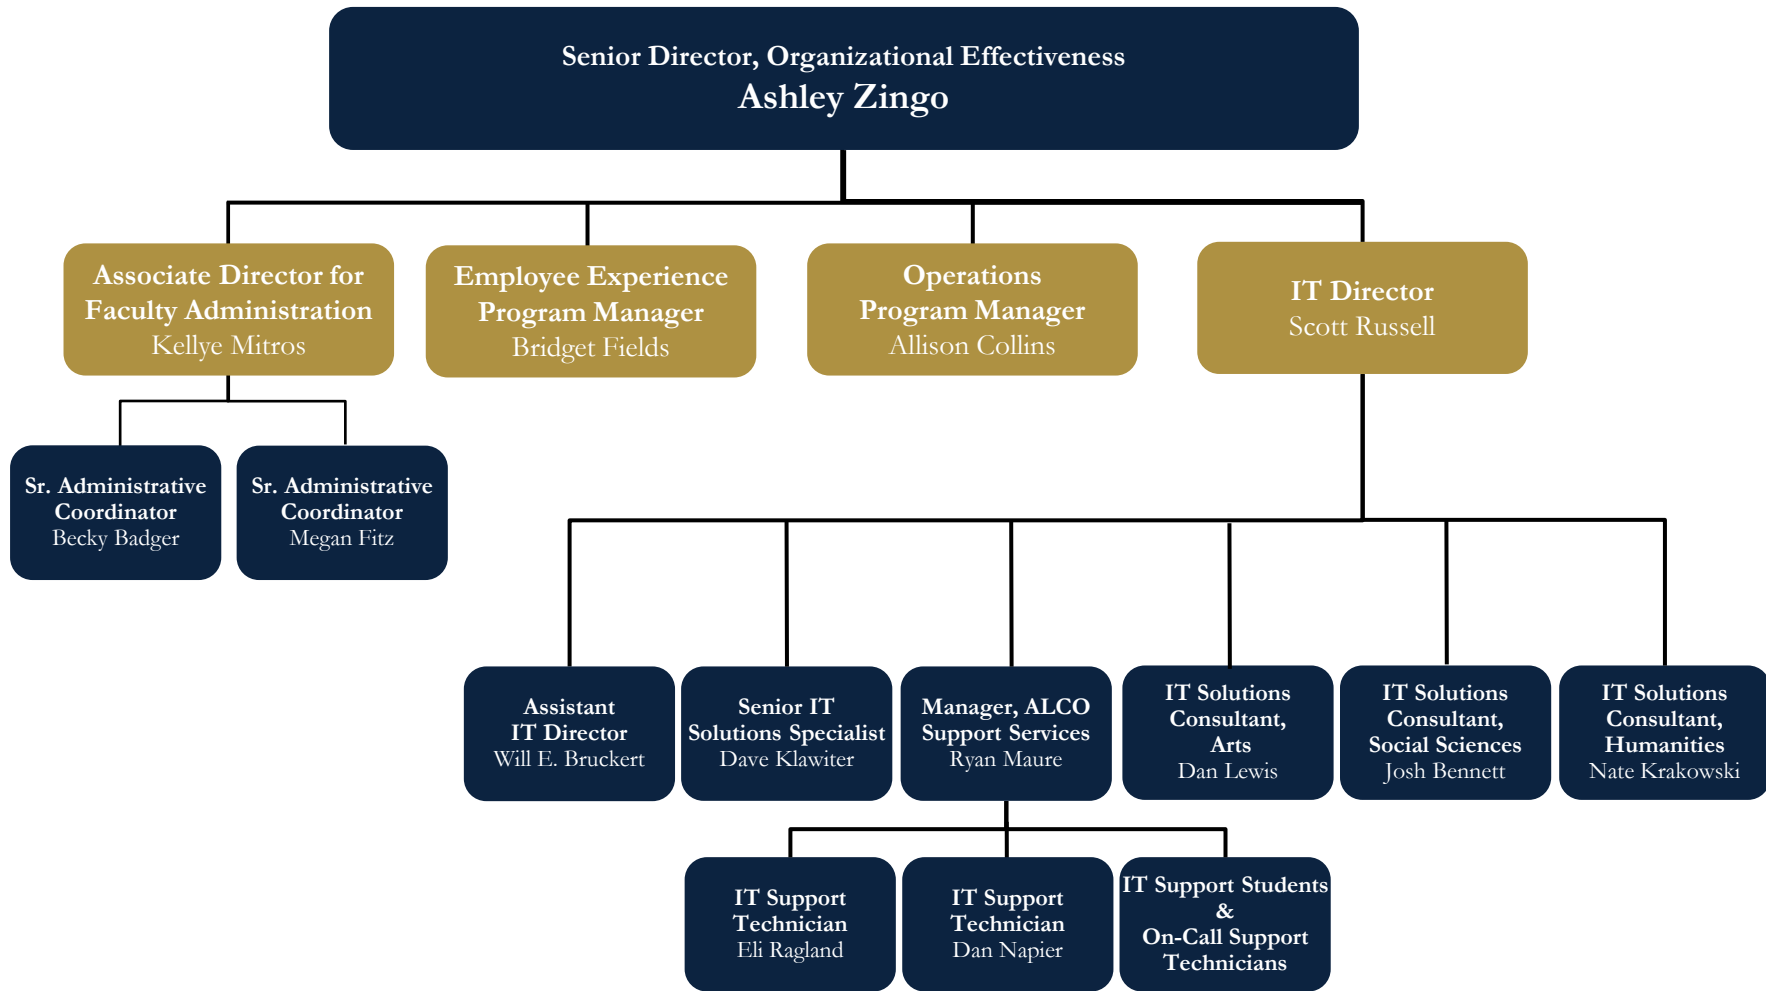 Senior Director, Organizational Effectiveness
Ashley Zingo
Associate Director for
Faculty Administration
Kellye Mitros
Employee Experience
Program Manager
Bridget Fields
Operations
Program Manager
Allison Collins
IT Director
Scott Russell
Sr. Administrative
Coordinator
Becky Badger
Sr. Administrative
Coordinator
Megan Fitz
Assistant
IT Director
Will E. Bruckert
Senior IT
Solutions Specialist
Dave Klawiter
Manager, ALCO
Support Services
Ryan Maure
IT Solutions
Consultant,
Arts
Dan Lewis
IT Solutions
Consultant,
Social Sciences
Josh Bennett
IT Solutions
Consultant,
Humanities
Nate Krakowski
IT Support
Technician
Eli Ragland
IT Support
Technician
Dan Napier
IT Support Students
&
On-Call Support
Technicians